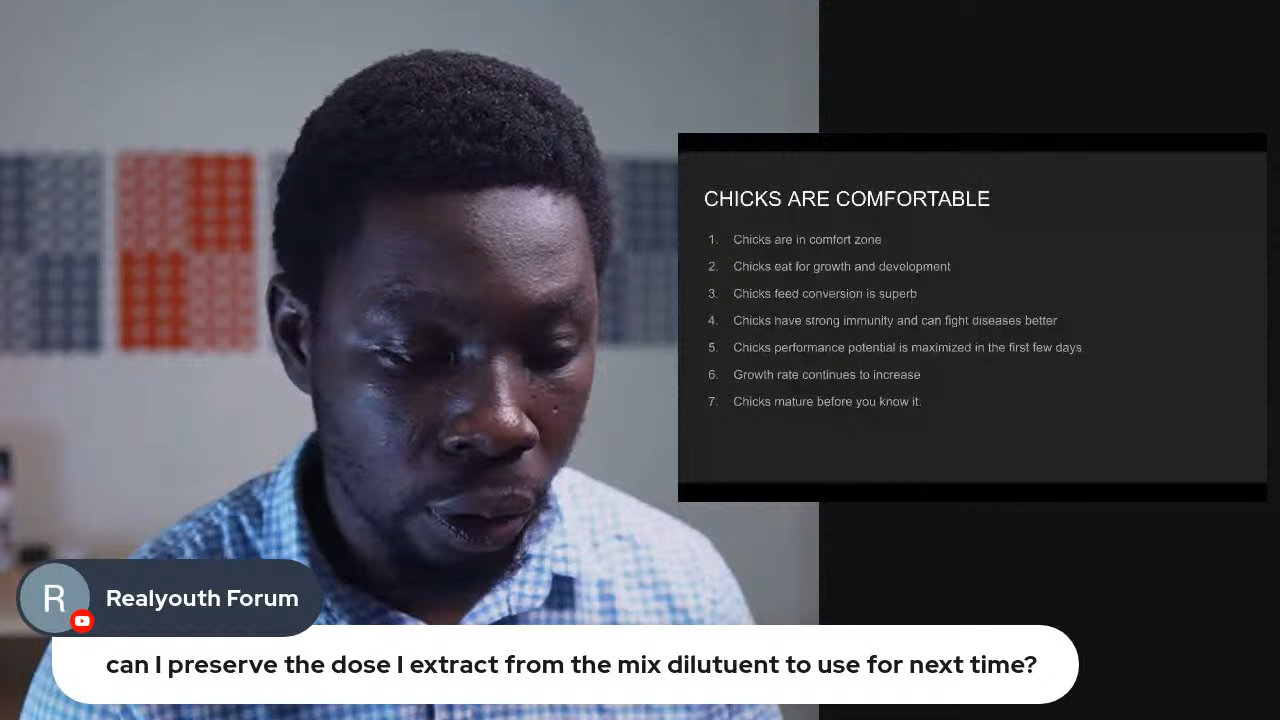 CHICKS ARE COMFORTABLE
1. Chicks are in comfort zone
2. Chicks eat for growth and development
3. Chicks feed conversion is superb
4. Chicks have strong immunity and can fight diseases better
5. Chicks performance potential is maximized in the first few days
6. Growth rate continues to increase
7. Chicks mature before you know it.
R
Realyouth Forum
can I preserve the dose I extract from the mix dilutuent to use for next time?